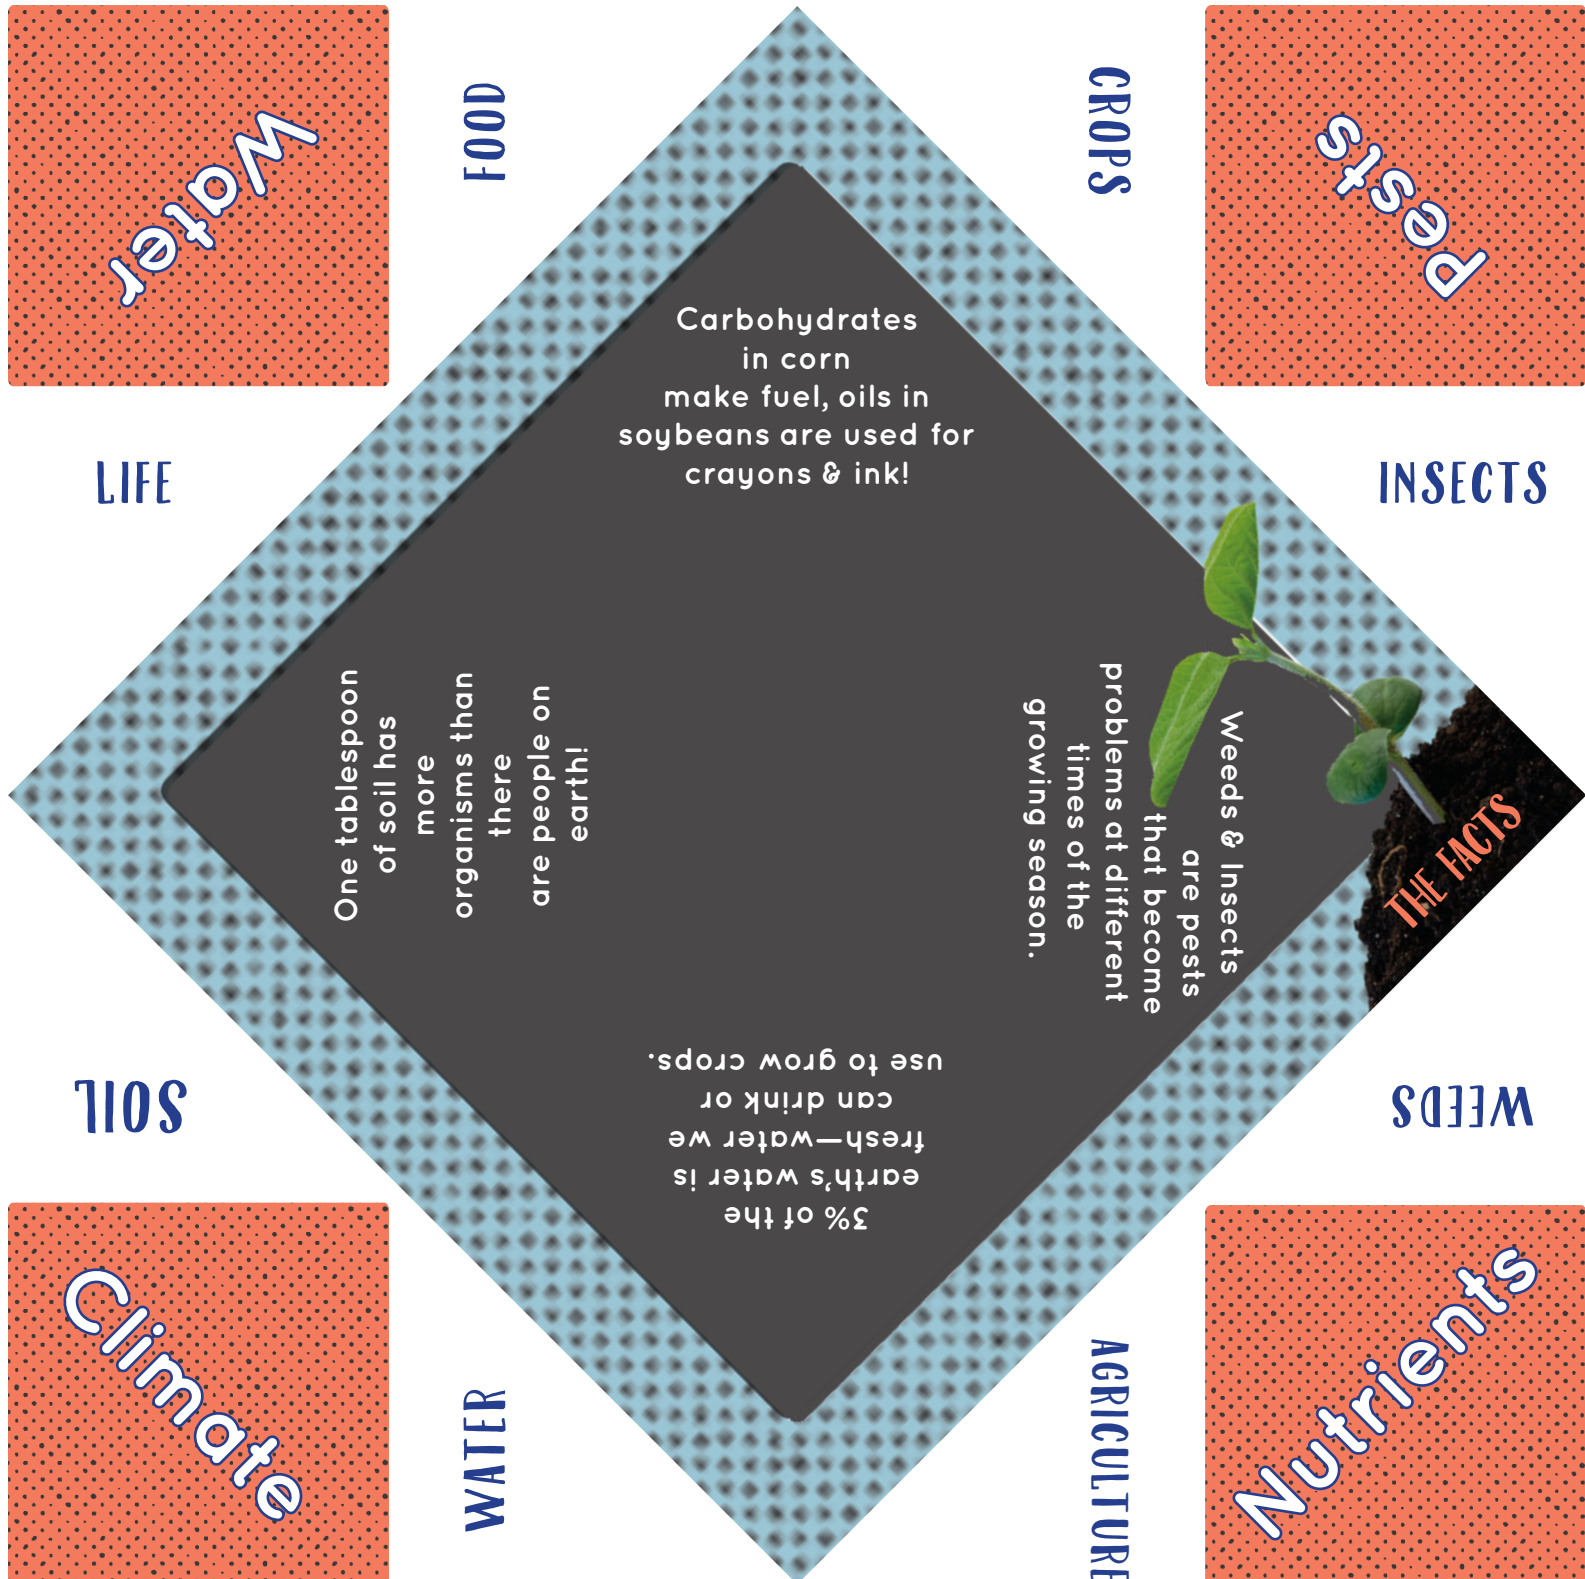 Water
FOOD
CROPS
Pests
LIFE
INSECTS
Carbohydrates
in corn
make fuel, oils in
soybeans are used for
crayons & ink!
One tablespoon
of soil has
more
organisms than
there
are people on
earth!
Weeds & Insects
are pests
that become
problems at different
times of the
growing season.
THE FACTS
3% of the
earth's water is
fresh—water we
can drink or
use to grow crops.
SOIL
WEEDS
Climate
WATER
AGRICULTURE
Nutrients